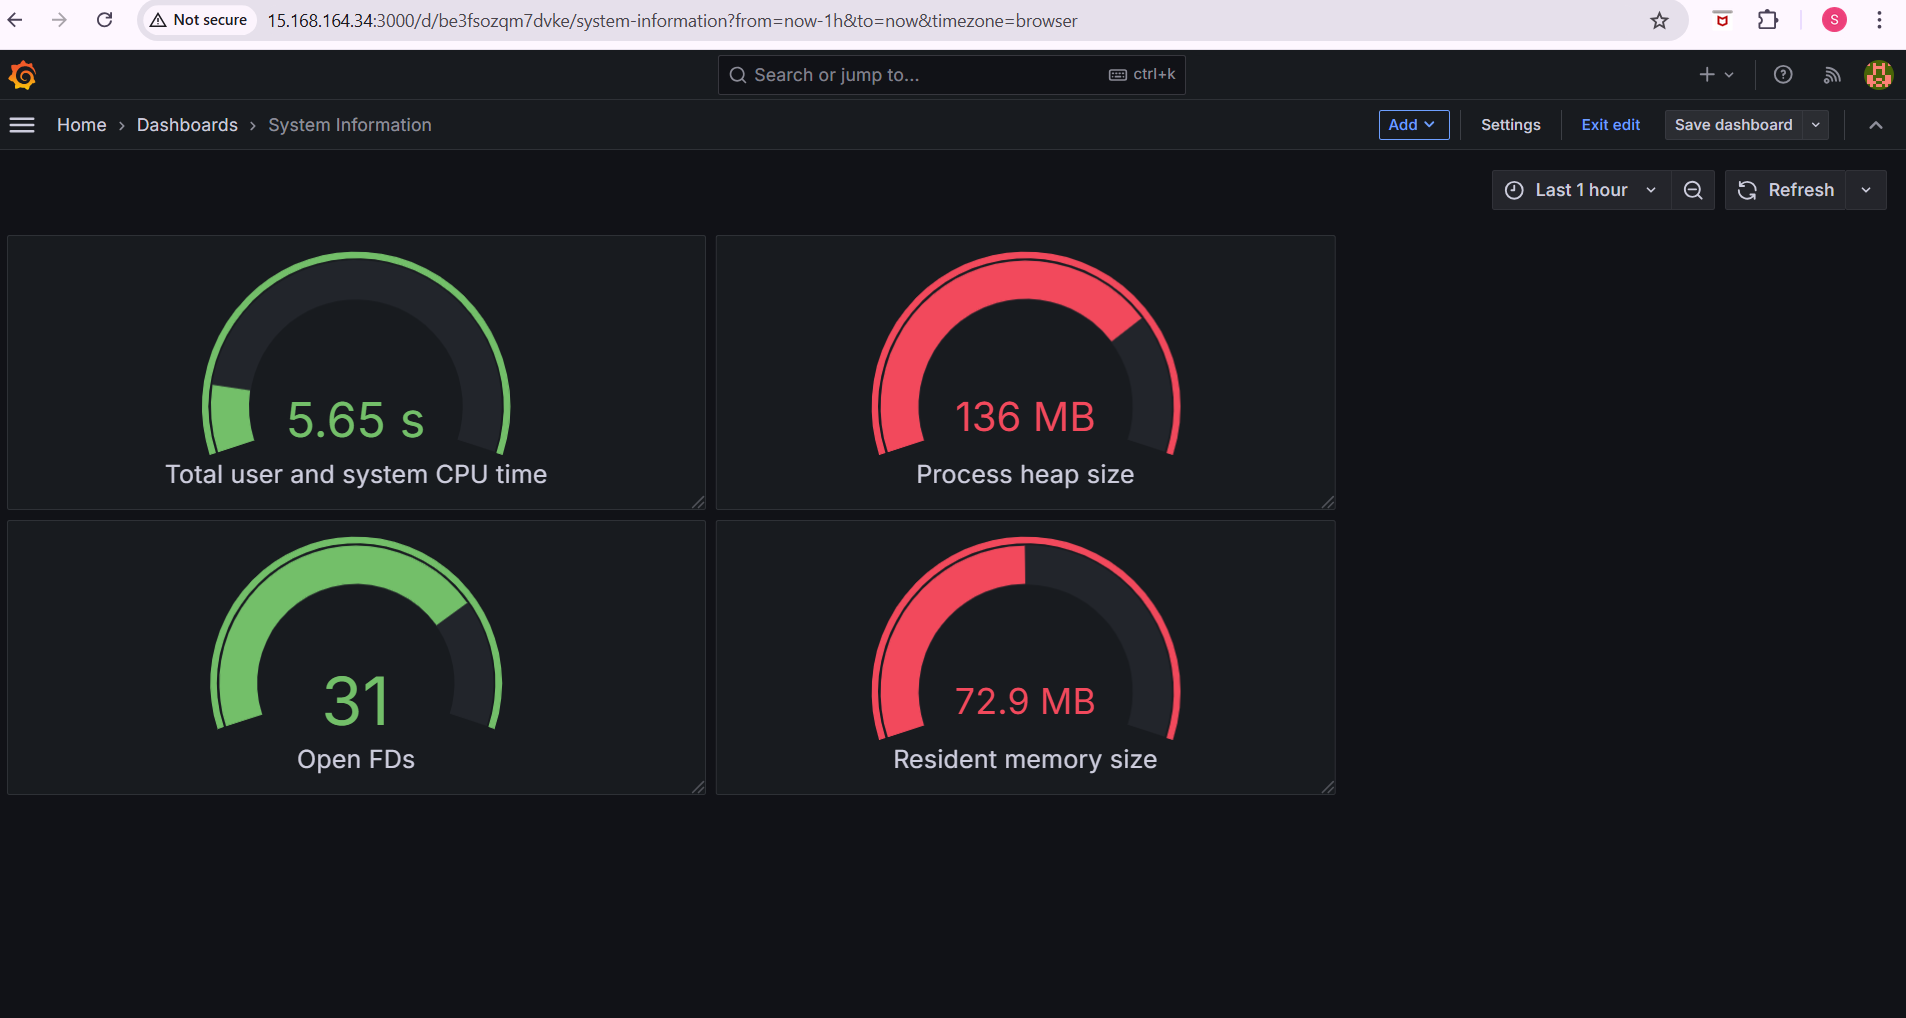 Not secure 15.168.164.34:3000/d/be3fsozqm7dvke/system-information?from=now-1h&to=now&timezone=browser S
Search or jump to... ctrl+k
Home › Dashboards › System Information Add Settings Exit edit Save dashboard
Last 1 hour Refresh
5.65 s
Total user and system CPU time
136 MB
Process heap size
31
Open FDs
72.9 MB
Resident memory size